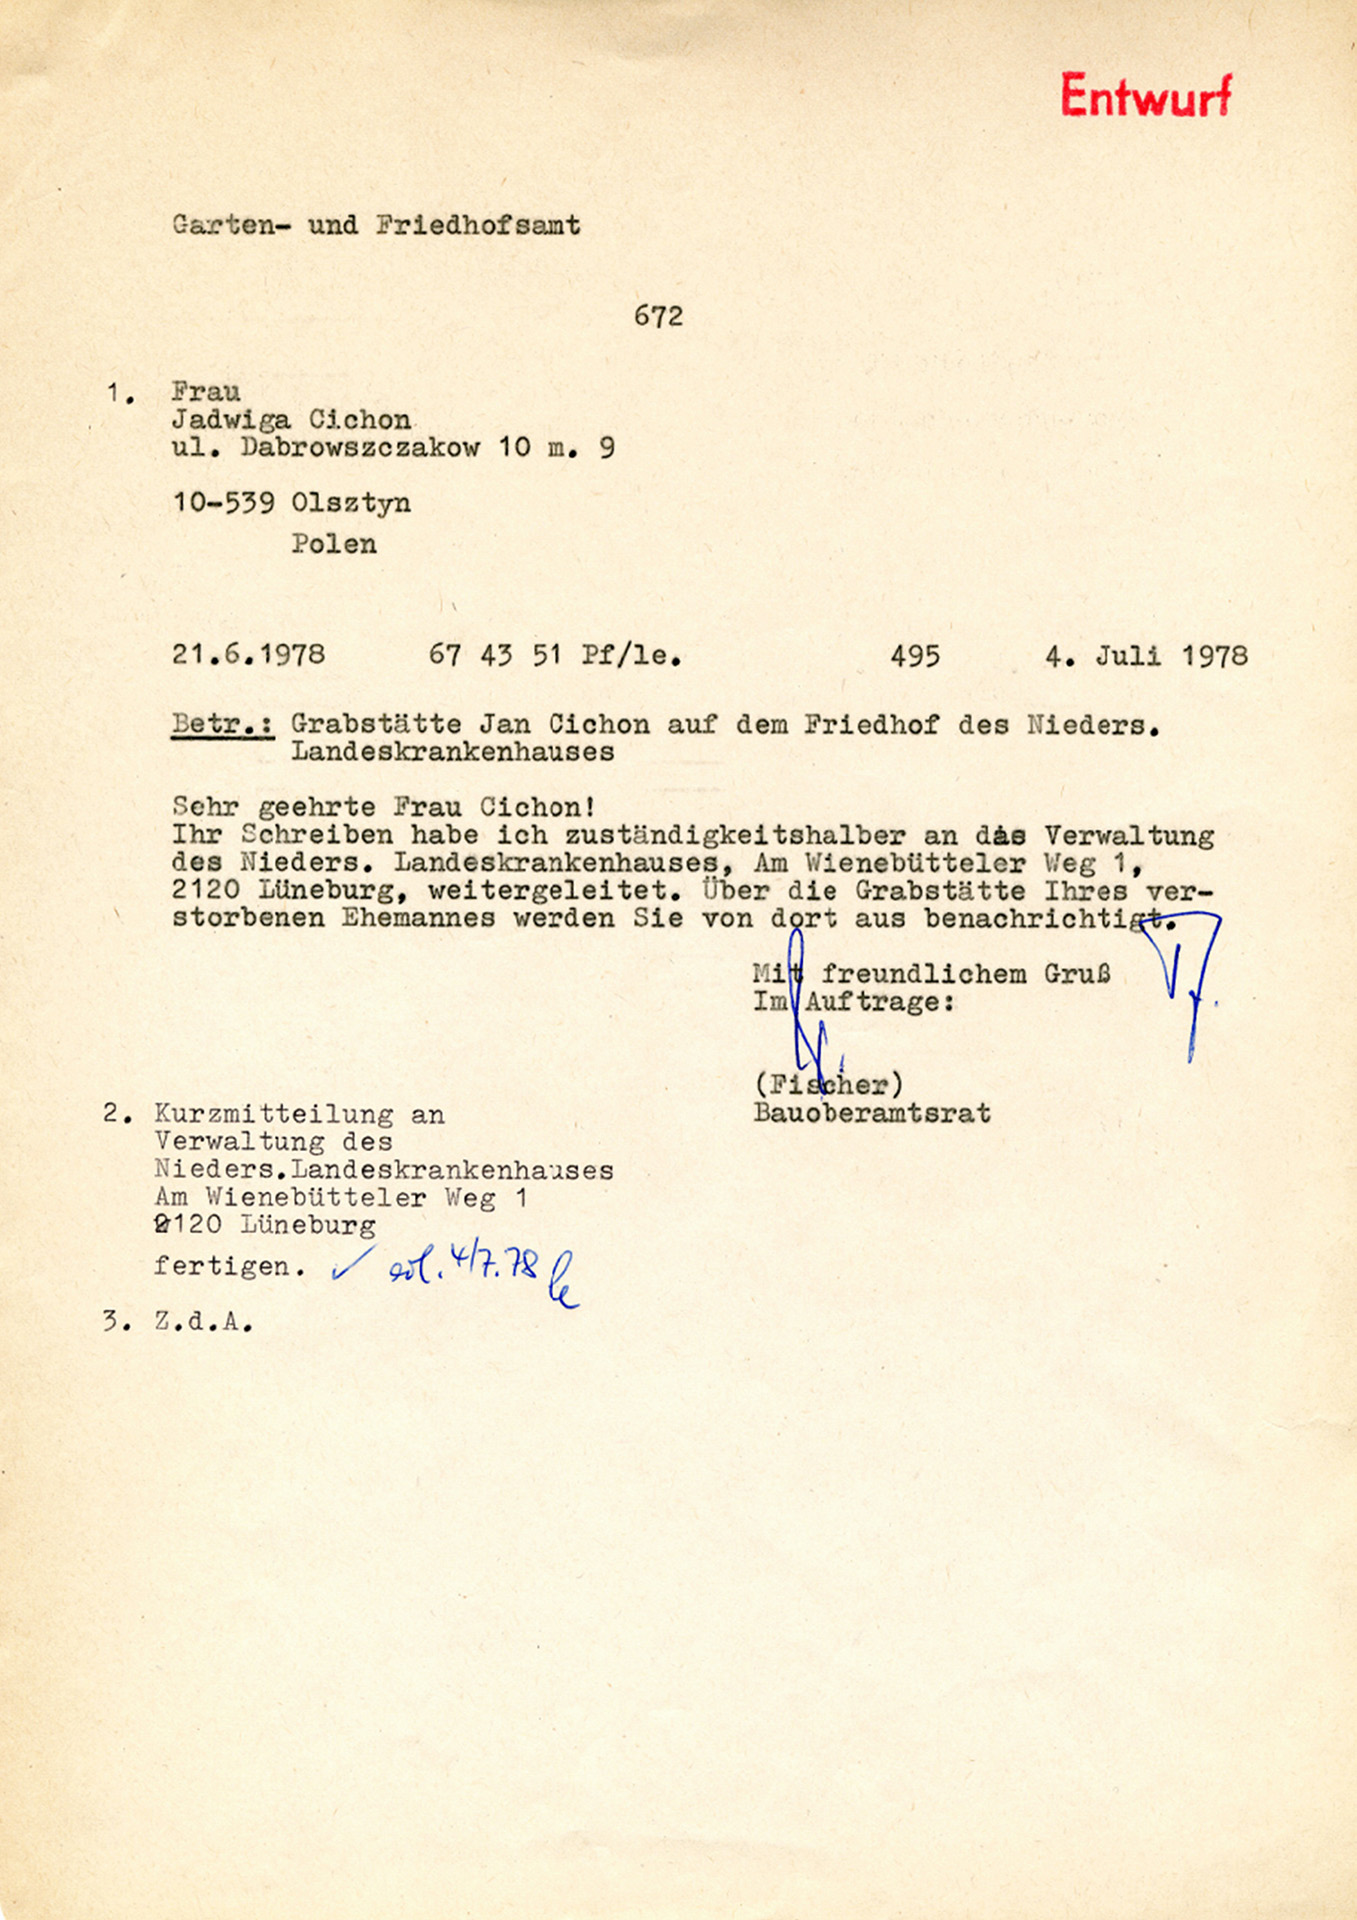 Entwurf
Garten- und Friedhofsamt
672
1. Frau
Jadwiga Cichon
ul. Dabrowszczakow 10 m. 9
10-539 Olsztyn
Polen
21.6.1978 67 43 51 Pf/le. 495 4. Juli 1978
Betr.: Grabstätte Jan Cichon auf dem Friedhof des Nieders.
Landeskrankenhauses
Sehr geehrte Frau Cichon!
Ihr Schreiben habe ich zuständigkeitshalber an die Verwaltung
des Nieders. Landeskrankenhauses, Am Wienebütteler Weg 1,
2120 Lüneburg, weitergeleitet. Über die Grabstätte Ihres ver-
storbenen Ehemannes werden Sie von dort aus benachrichtigt.
Mit freundlichem Gruß
Im Auftrage:
(Fischer)
Bauoberamtsrat
2. Kurzmitteilung an
Verwaltung des
Nieders.Landeskrankenhauses
Am Wienebütteler Weg 1
2120 Lüneburg
fertigen. ✓ erl. 4/7.78 le
3. Z.d.A.